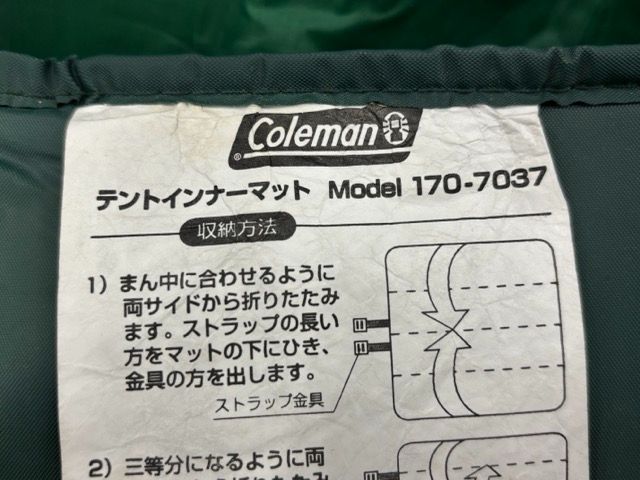 Coleman
®
テントインナーマット Model 170-7037
収納方法
1) まん中に合わせるように
両サイドから折りたたみ
ます。ストラップの長い
方をマットの下にひき、
金具の方を出します。
ストラップ金具
2) 三等分になるように両